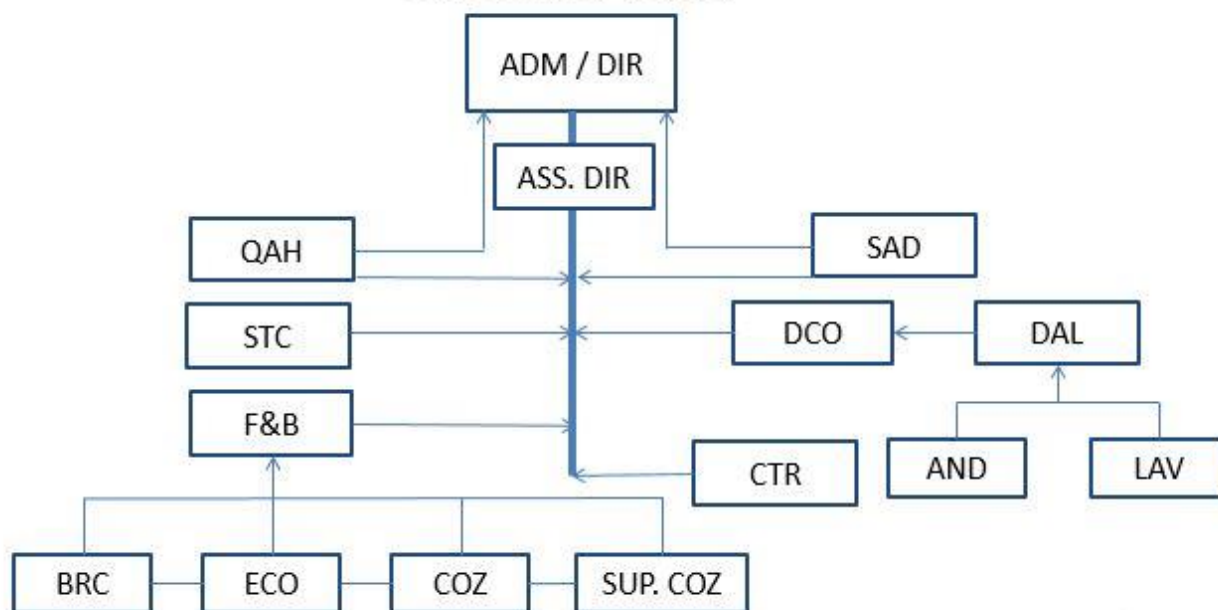 ADM / DIR
ASS. DIR
QAH
SAD
STC
DCO
DAL
F&B
CTR
AND
LAV
BRC
ECO
COZ
SUP. COZ